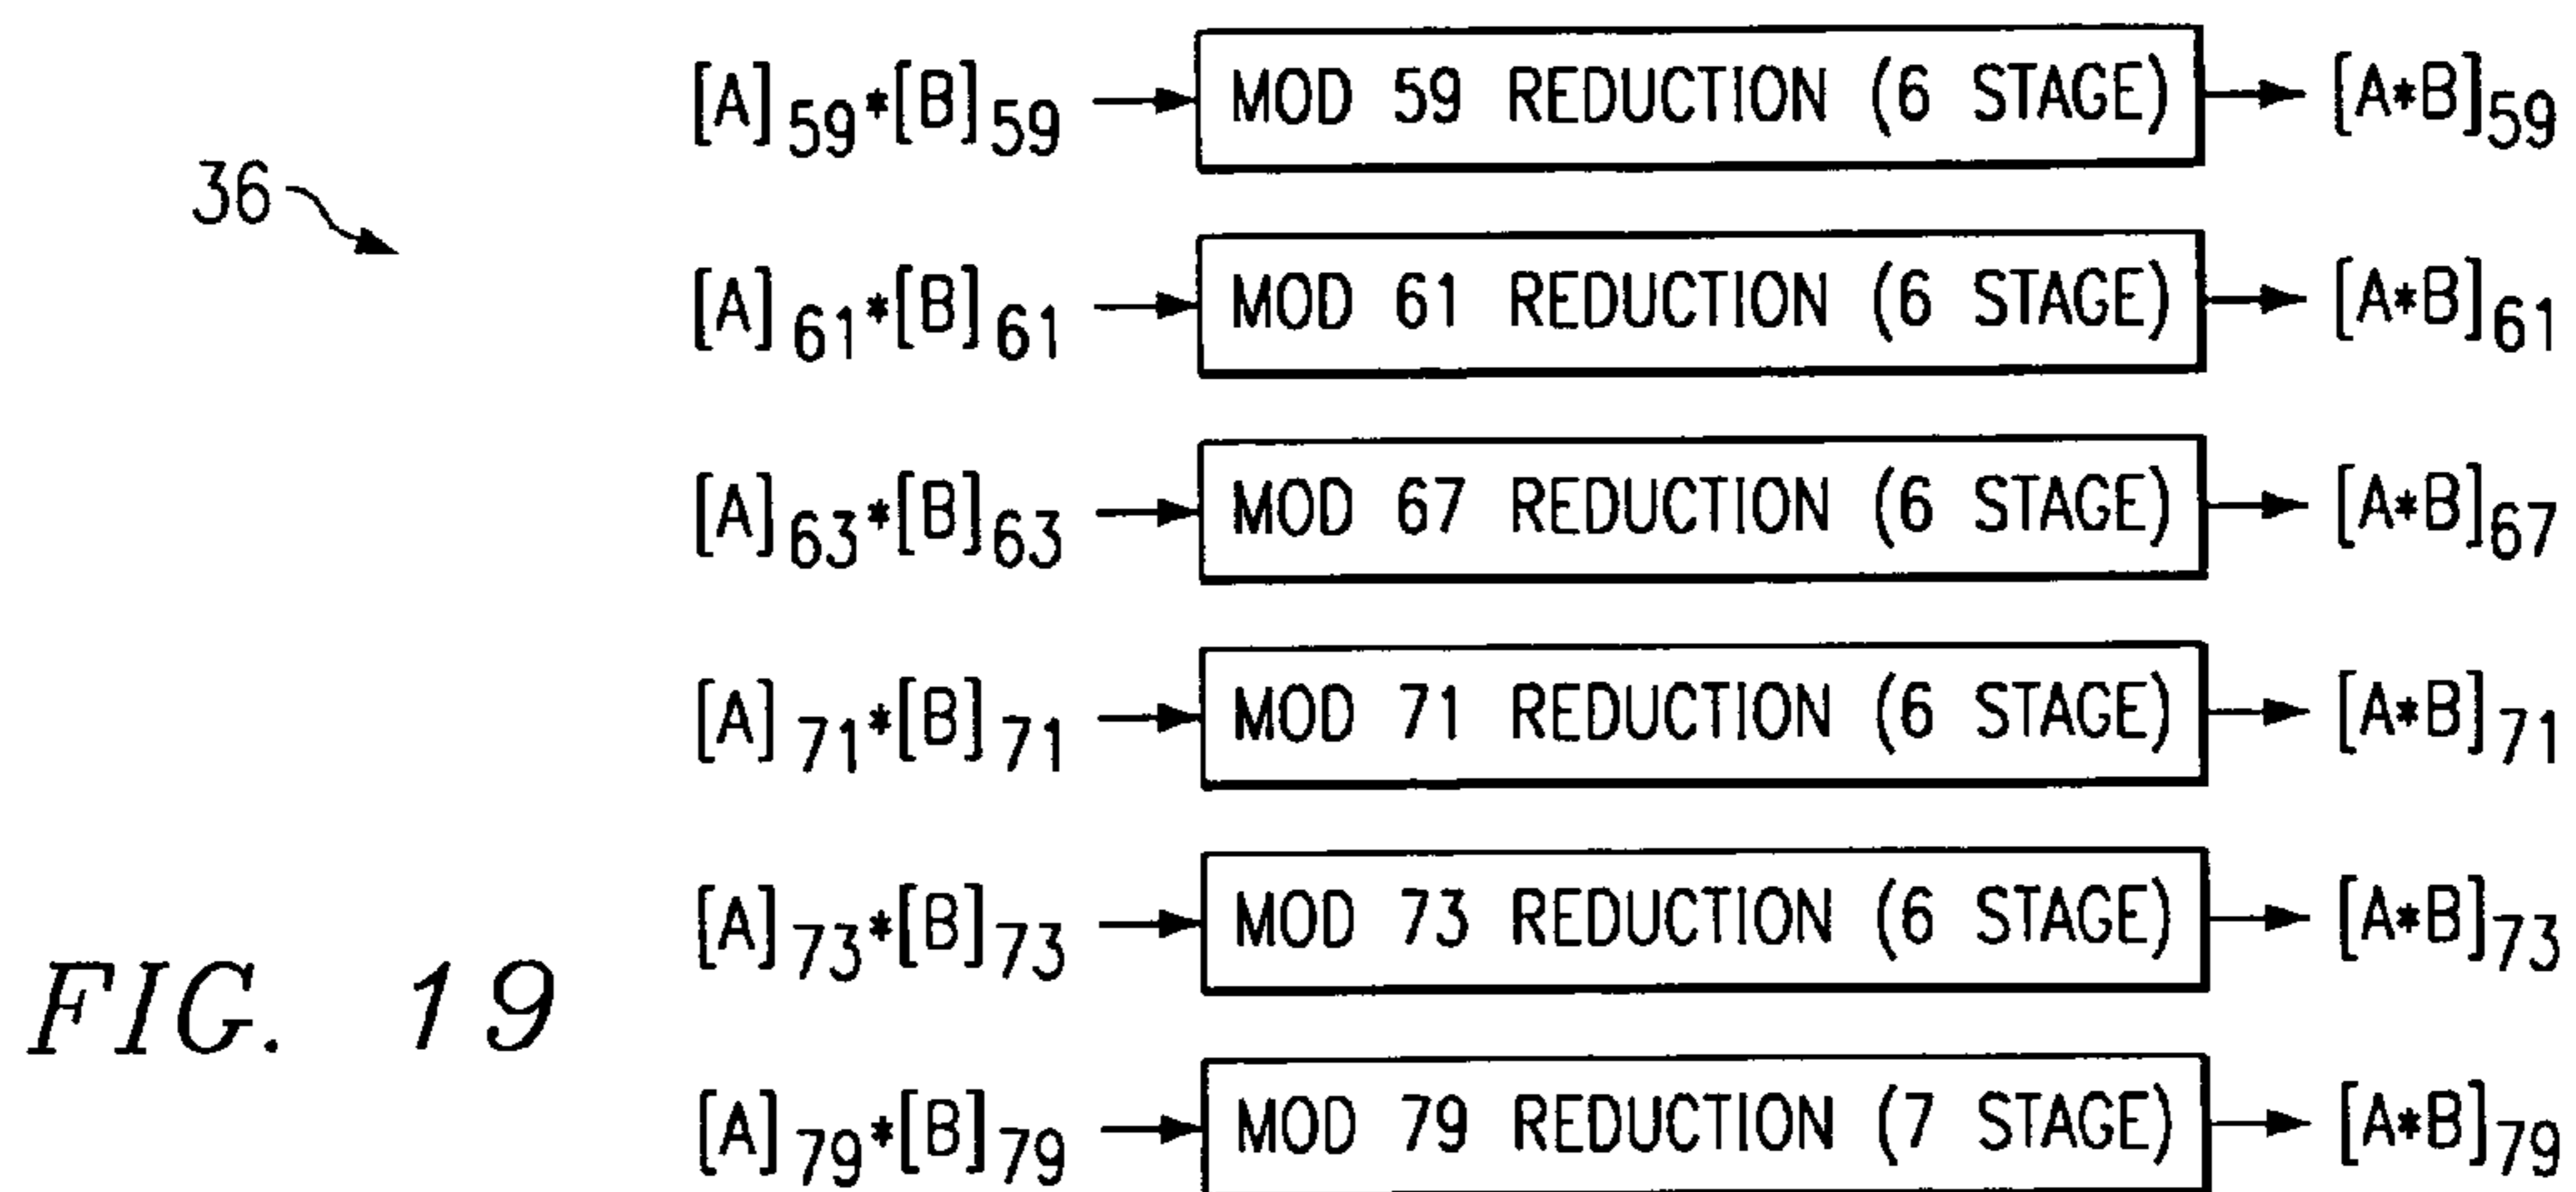 [A]59*[B]59 MOD 59 REDUCTION (6 STAGE) [A*B]59
36
[A]61*[B]61 MOD 61 REDUCTION (6 STAGE) [A*B]61
[A]63*[B]63 MOD 67 REDUCTION (6 STAGE) [A*B]67
[A]71*[B]71 MOD 71 REDUCTION (6 STAGE) [A*B]71
[A]73*[B]73 MOD 73 REDUCTION (6 STAGE) [A*B]73
FIG. 19
[A]79*[B]79 MOD 79 REDUCTION (7 STAGE) [A*B]79